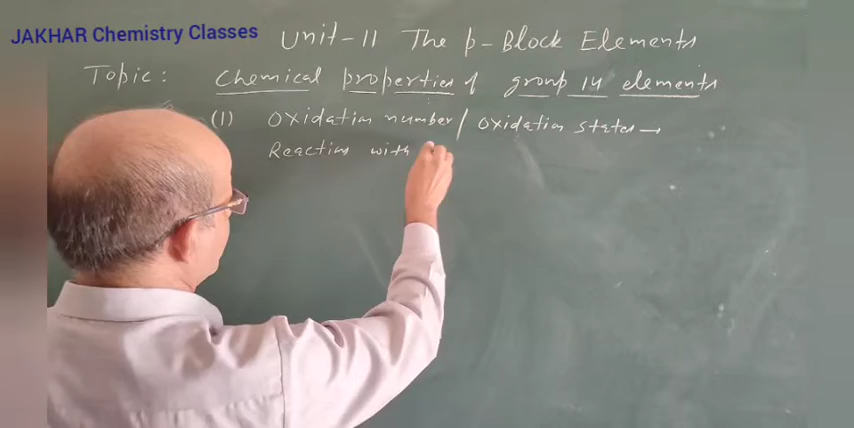 JAKHAR Chemistry Classes
Unit-11 The p-Block Elements
Topic: Chemical properties of group 14 elements
(1) Oxidation number/Oxidation states→
Reactions with